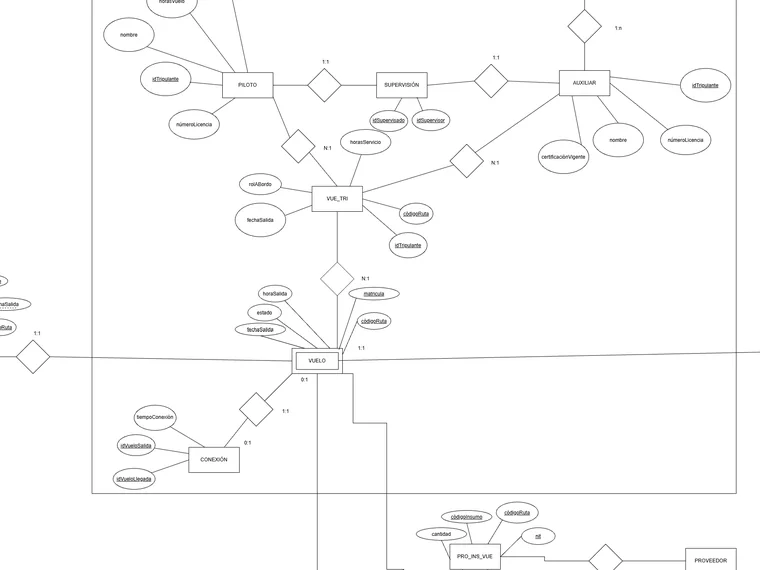 horasVuelo
1:n
nombre
1:1
1:1
idTripulante
PILOTO
SUPERVISIÓN
AUXILIAR
idTripulante
númeroLicencia
idSupervisado
idSupervisor
horasServicio
nombre
númeroLicencia
N:1
certificaciónVigente
N:1
rolABordo
VUE_TRI
fechaSalida
códigoRuta
idTripulante
N:1
horaSalida
matricula
estado
códigoRuta
fechaSalida
1:1
1:1
VUELO
0:1
1:1
tiempoConexión
0:1
idVueloSalida
CONEXIÓN
idVueloLlegada
códigoInsumo
códigoRuta
cantidad
nif
PRO_INS_VUE
PROVEEDOR